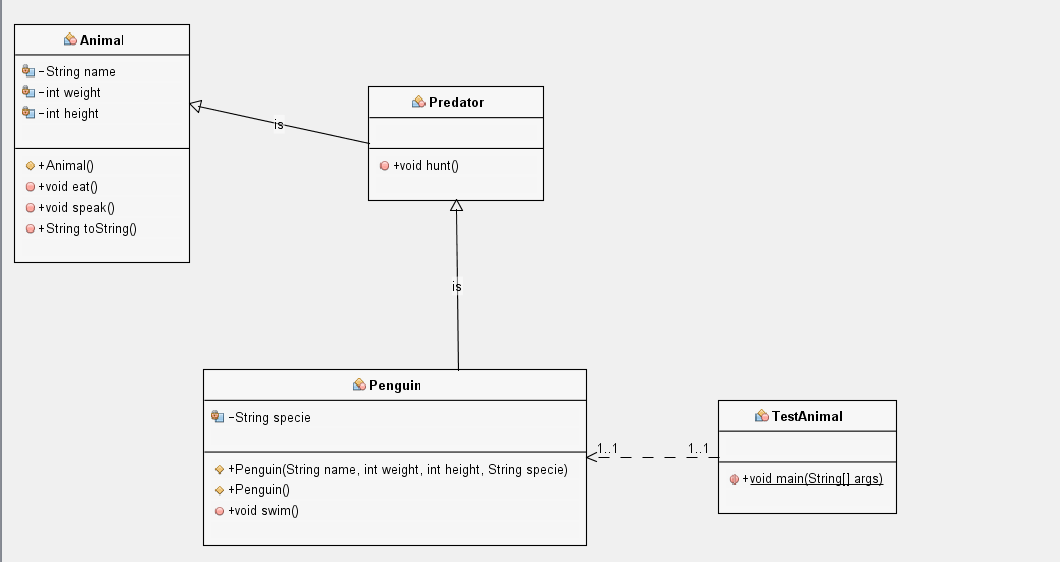 Animal
-String name
-int weight
-int height
+Animal()
+void eat()
+void speak()
+String toString()
is
Predator
+void hunt()
is
Penguin
-String specie
+Penguin(String name, int weight, int height, String specie)
+Penguin()
+void swim()
1..1
1..1
TestAnimal
+void main(String[] args)